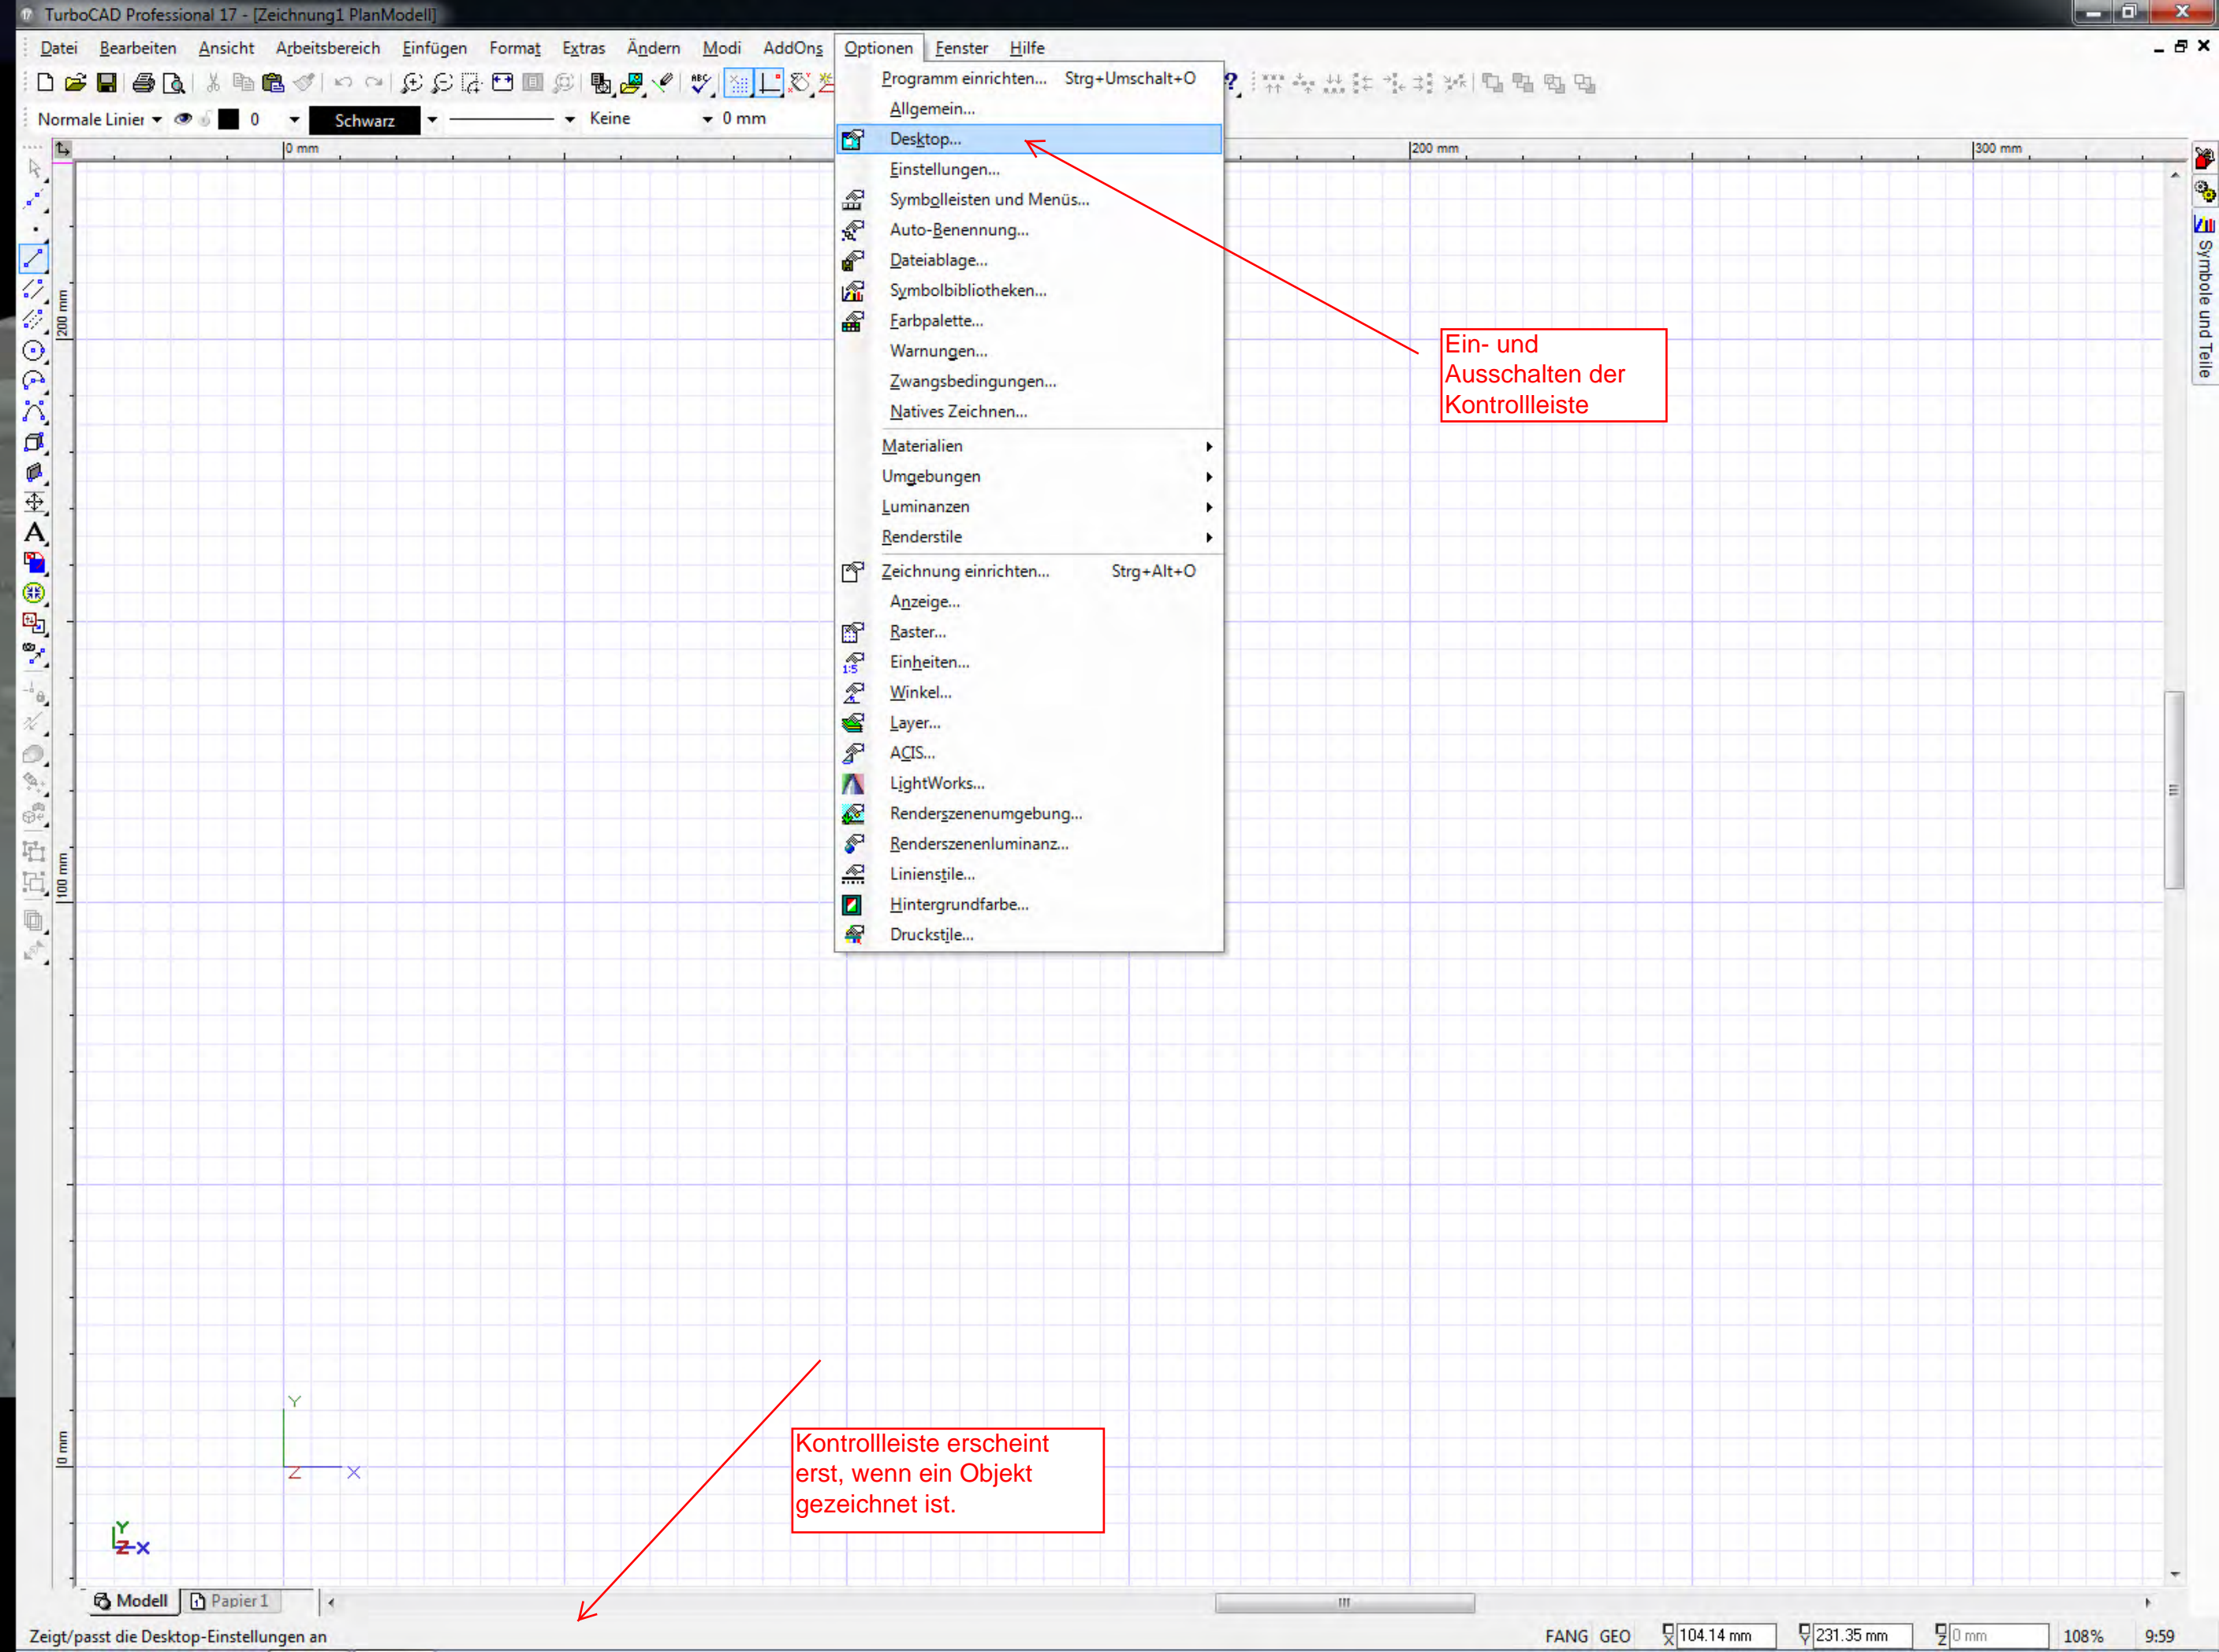 TurboCAD Professional 17 - [Zeichnung1 PlanModell]
Datei Bearbeiten Ansicht Arbeitsbereich Einfügen Format Extras Ändern Modi AddOns Optionen Fenster Hilfe
Normale Linier 0 Schwarz Keine 0 mm
Programm einrichten... Strg+Umschalt+O
Allgemein...
Desktop...
Einstellungen...
Symbolleisten und Menüs...
Auto-Benennung...
Dateiablage...
Symbolbibliotheken...
Farbpalette...
Warnungen...
Zwangsbedingungen...
Natives Zeichnen...
Materialien
Umgebungen
Luminanzen
Renderstile
Zeichnung einrichten... Strg+Alt+O
Anzeige...
Raster...
Einheiten...
Winkel...
Layer...
ACIS...
LightWorks...
Renderszenenumgebung...
Renderszenenluminanz...
Linienstile...
Hintergrundfarbe...
Druckstile...
0 mm
200 mm
300 mm
200 mm
100 mm
0 mm
Symbole und Teile
Ein- und
Ausschalten der
Kontrollleiste
Kontrollleiste erscheint
erst, wenn ein Objekt
gezeichnet ist.
Y
Z X
Y
Z X
Modell Papier 1
Zeigt/passt die Desktop-Einstellungen an
FANG GEO X 104.14 mm Y 231.35 mm Z 0 mm 108% 9:59